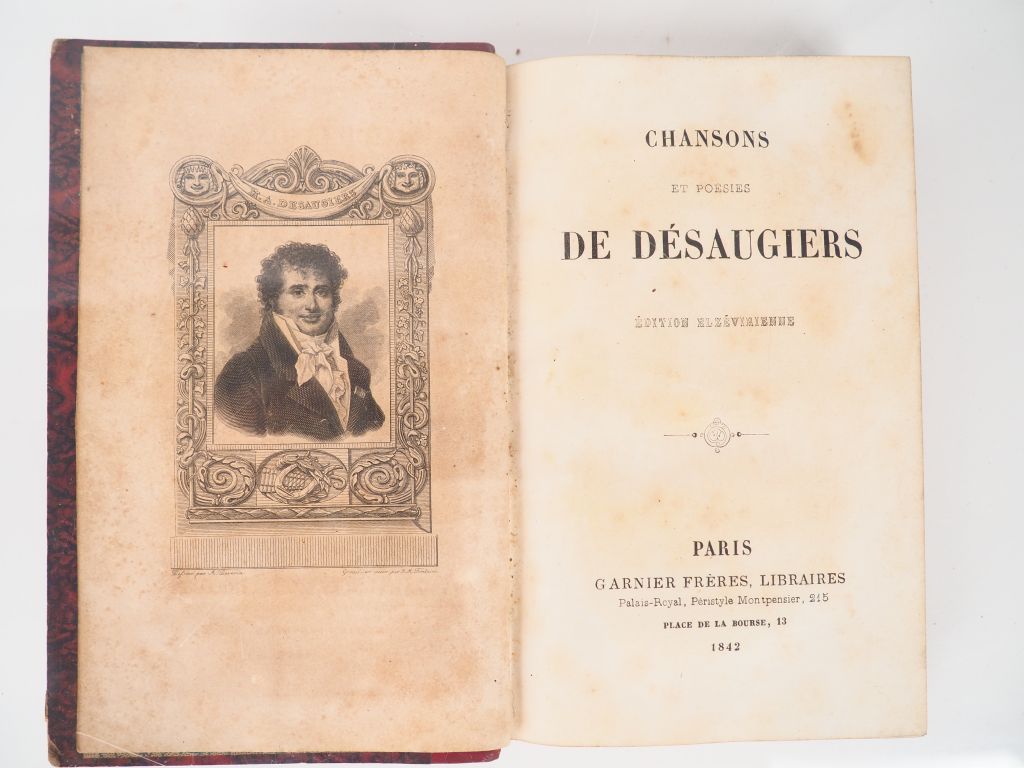 M. A. DESAUGIERS
CHANSONS
ET POÉSIES
DE DÉSAUGIERS
ÉDITION ELZÉVIRIENNE
PARIS
GARNIER FRÈRES, LIBRAIRES
Palais-Royal, Péristyle Montpensier, 215
PLACE DE LA BOURSE, 13
1842